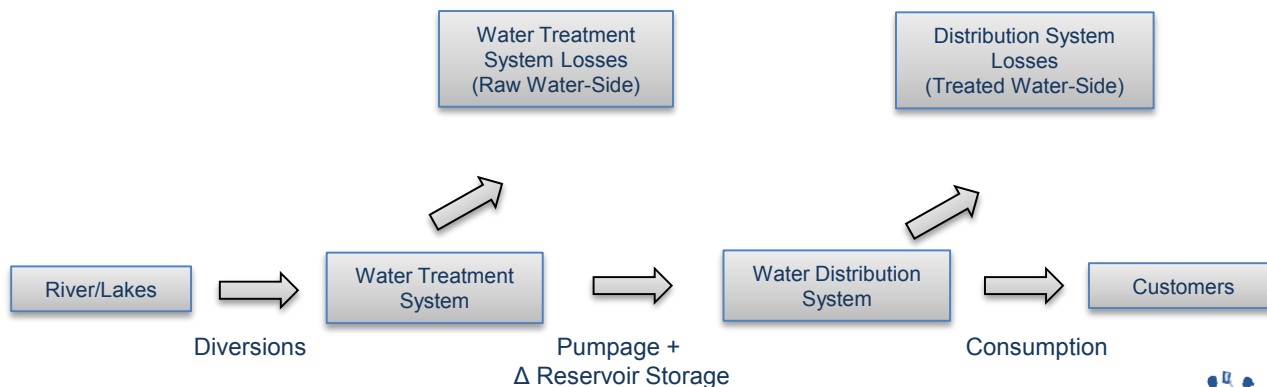 Water Treatment
System Losses
(Raw Water-Side)
Distribution System
Losses
(Treated Water-Side)
River/Lakes
Water Treatment
System
Water Distribution
System
Customers
Diversions
Pumpage +
Δ Reservoir Storage
Consumption